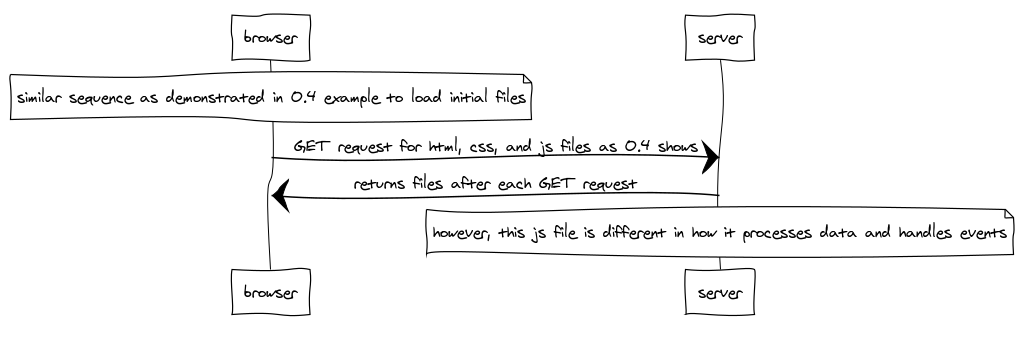 browser
server
similar sequence as demonstrated in 0.4 example to load initial files
GET request for html, css, and js files as 0.4 shows
returns files after each GET request
however, this js file is different in how it processes data and handles events
browser
server